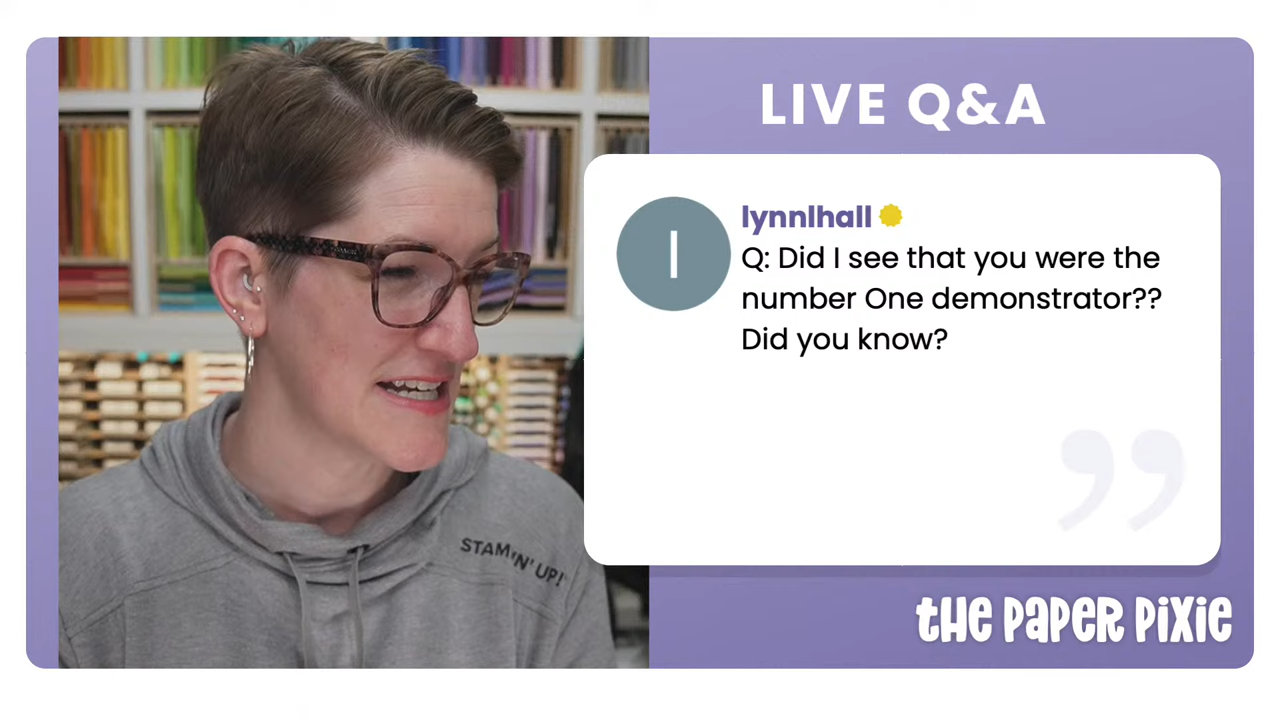 LIVE Q&A
l
lynnlhall
Q: Did I see that you were the
number One demonstrator??
Did you know?
STAMPIN' UP!
the PAPER PIXIE